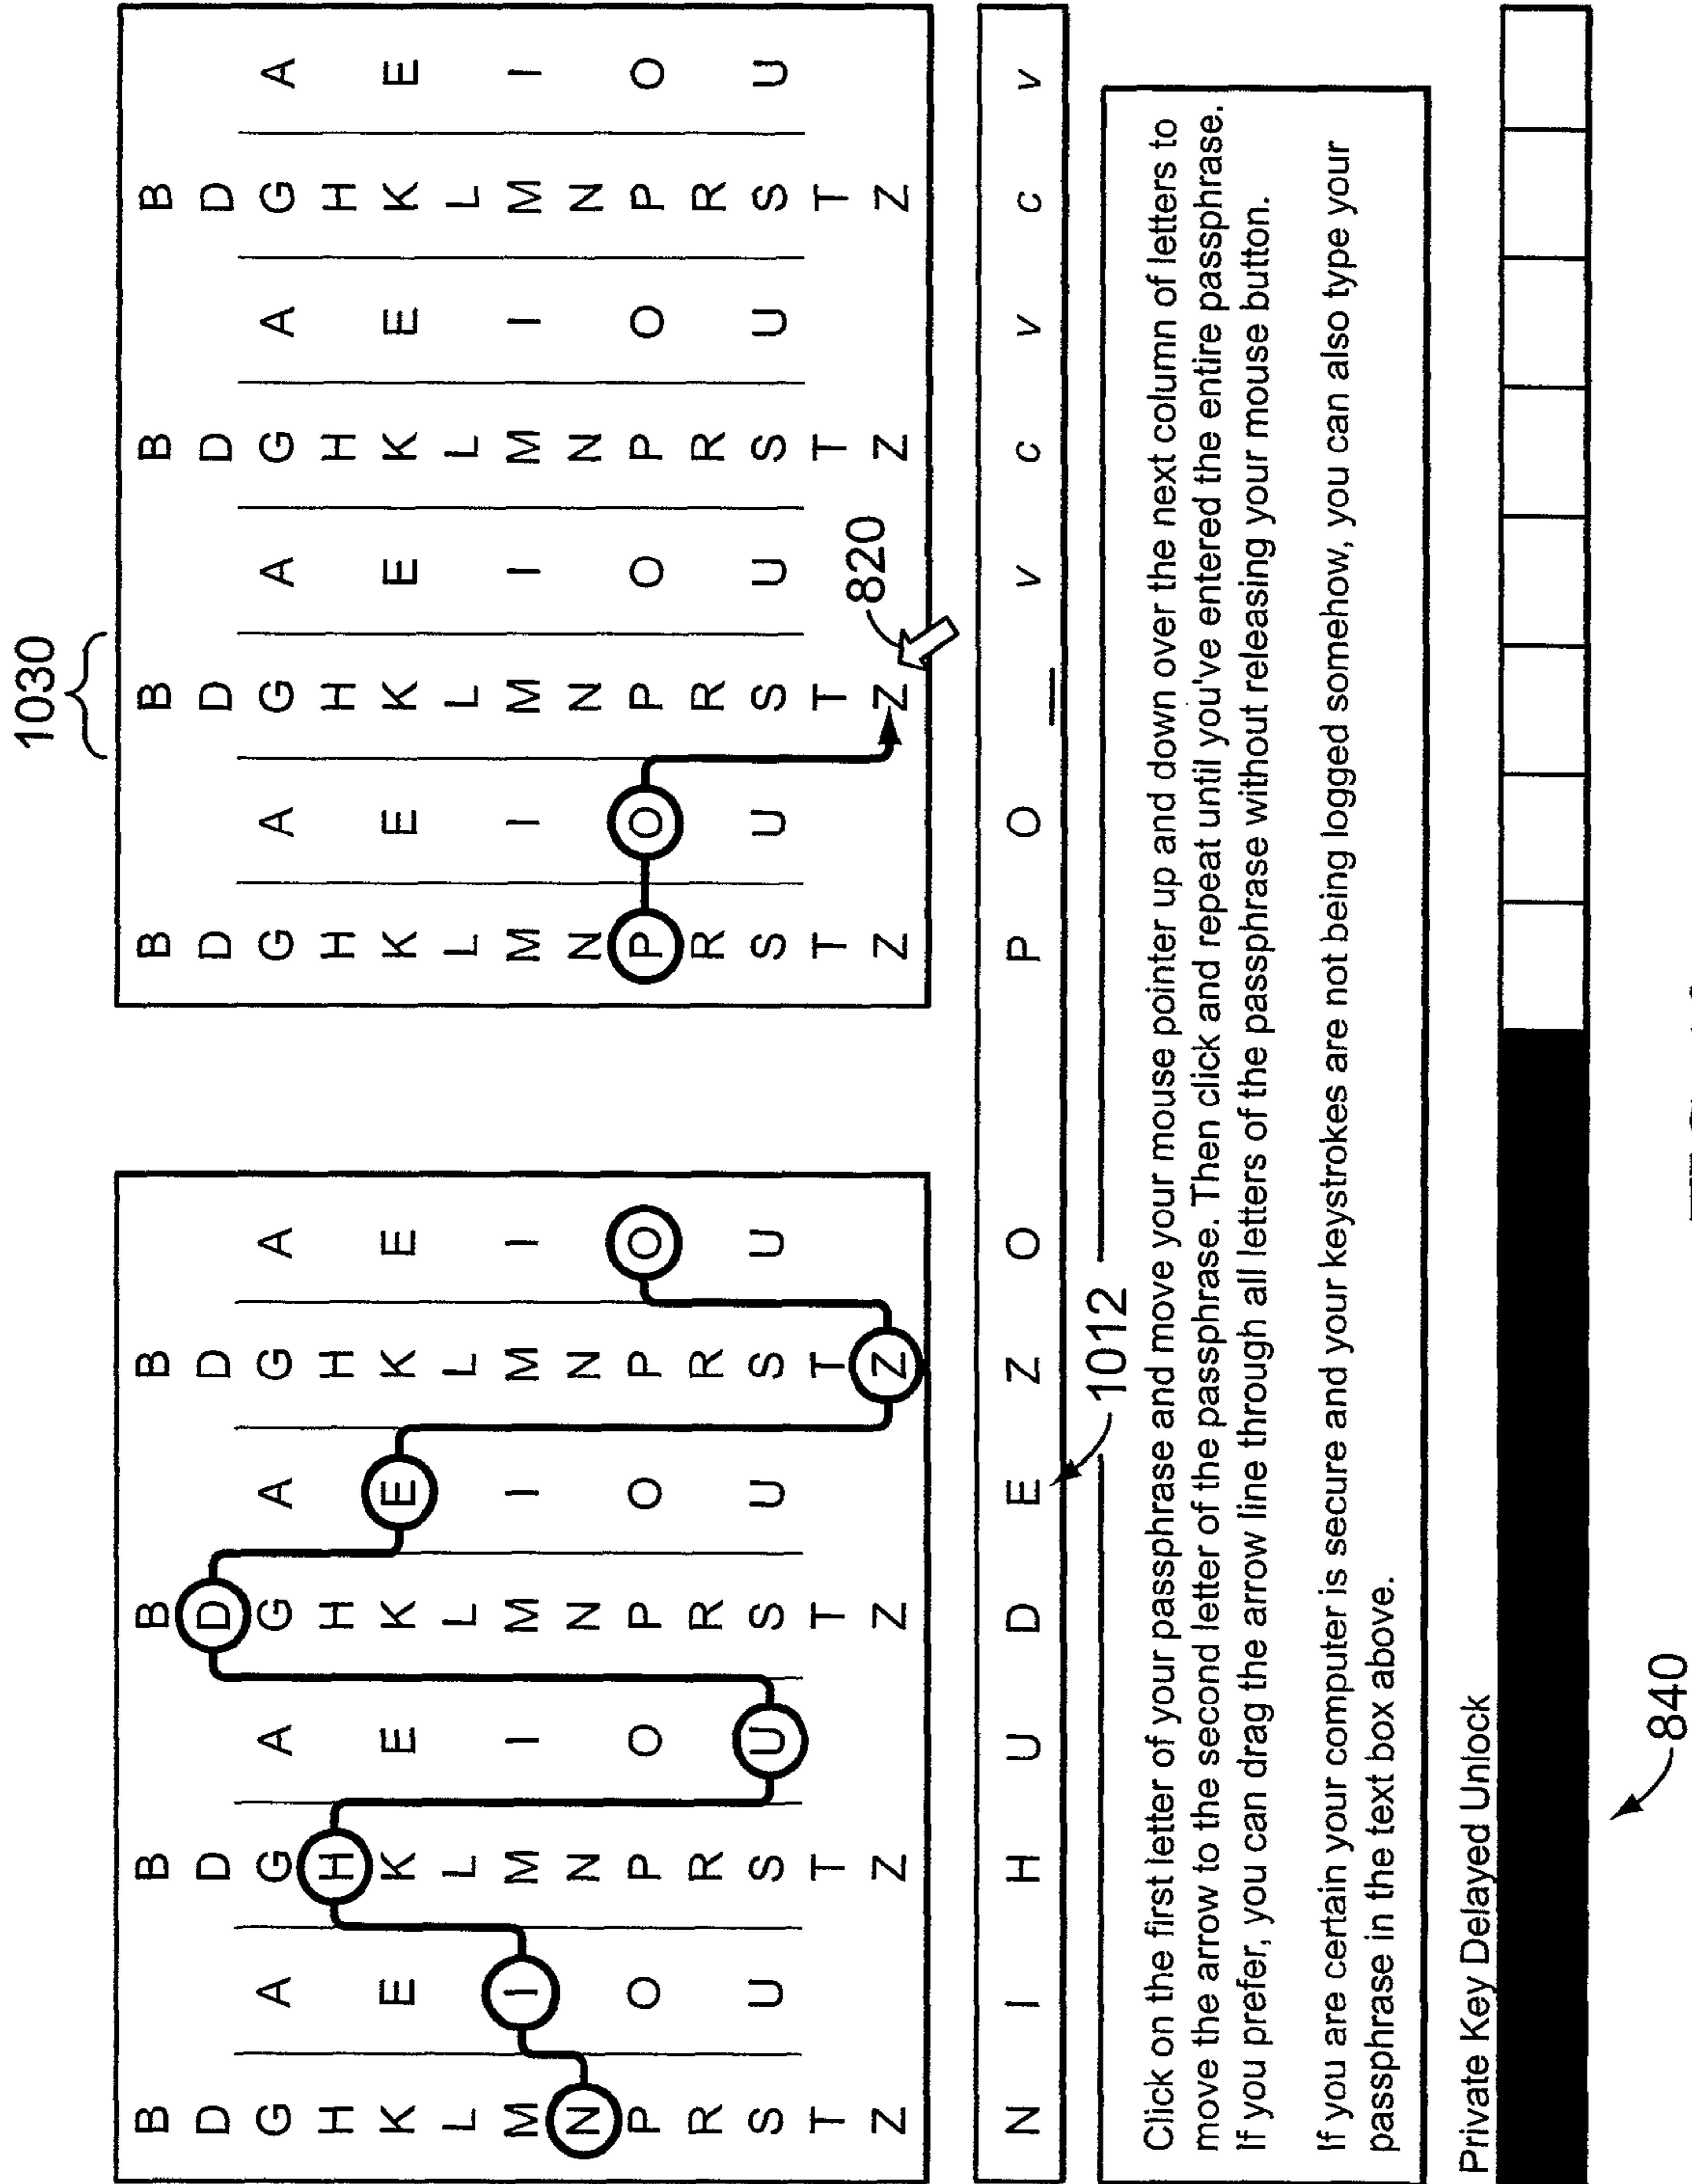 1030
B B B B B B B B
D D D D D D D D
G A G A G A G A G A G A G A G A
H H H H H H H H
K E K E K E K E K E K E K E K E
L L L L L L L L
M I M I M I M I M I M I M I M I
N N N N N N N N
P O P O P O P O P O P O P O P O
R R R R R R R R
S U S U S U S U S U S U S U S U
T T T T T T T T
820
Z Z Z Z Z Z Z Z
N I H U D E Z O P O _ v c v c v
1012
Click on the first letter of your passphrase and move your mouse pointer up and down over the next column of letters to
move the arrow to the second letter of the passphrase. Then click and repeat until you've entered the entire passphrase.
If you prefer, you can drag the arrow line through all letters of the passphrase without releasing your mouse button.
If you are certain your computer is secure and your keystrokes are not being logged somehow, you can also type your
passphrase in the text box above.
Private Key Delayed Unlock
840